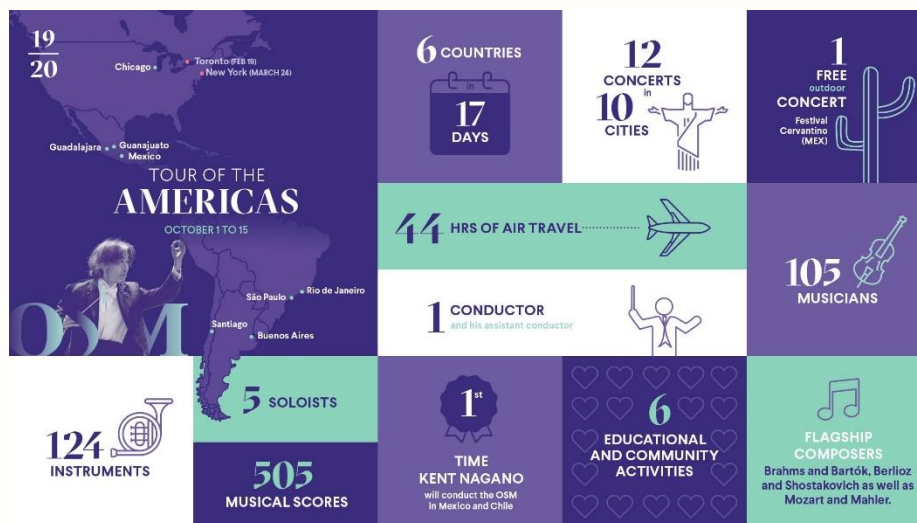 19
20
Chicago
Toronto (FEB 19)
New York (MARCH 24)
Guadalajara
Guanajuato
Mexico
TOUR OF THE
AMERICAS
OCTOBER 1 TO 15
São Paulo
Rio de Janeiro
Santiago
Buenos Aires
OSM
6 COUNTRIES
in
17
DAYS
12
CONCERTS
in
10
CITIES
1
FREE
outdoor
CONCERT
Festival
Cervantino
(MEX)
44 HRS OF AIR TRAVEL
1 CONDUCTOR
and his assistant conductor
105
MUSICIANS
124
INSTRUMENTS
5 SOLOISTS
505
MUSICAL SCORES
1st
TIME
KENT NAGANO
will conduct the OSM
in Mexico and Chile
6
EDUCATIONAL
AND COMMUNITY
ACTIVITIES
FLAGSHIP
COMPOSERS
Brahms and Bartók, Berlioz
and Shostakovich as well as
Mozart and Mahler.